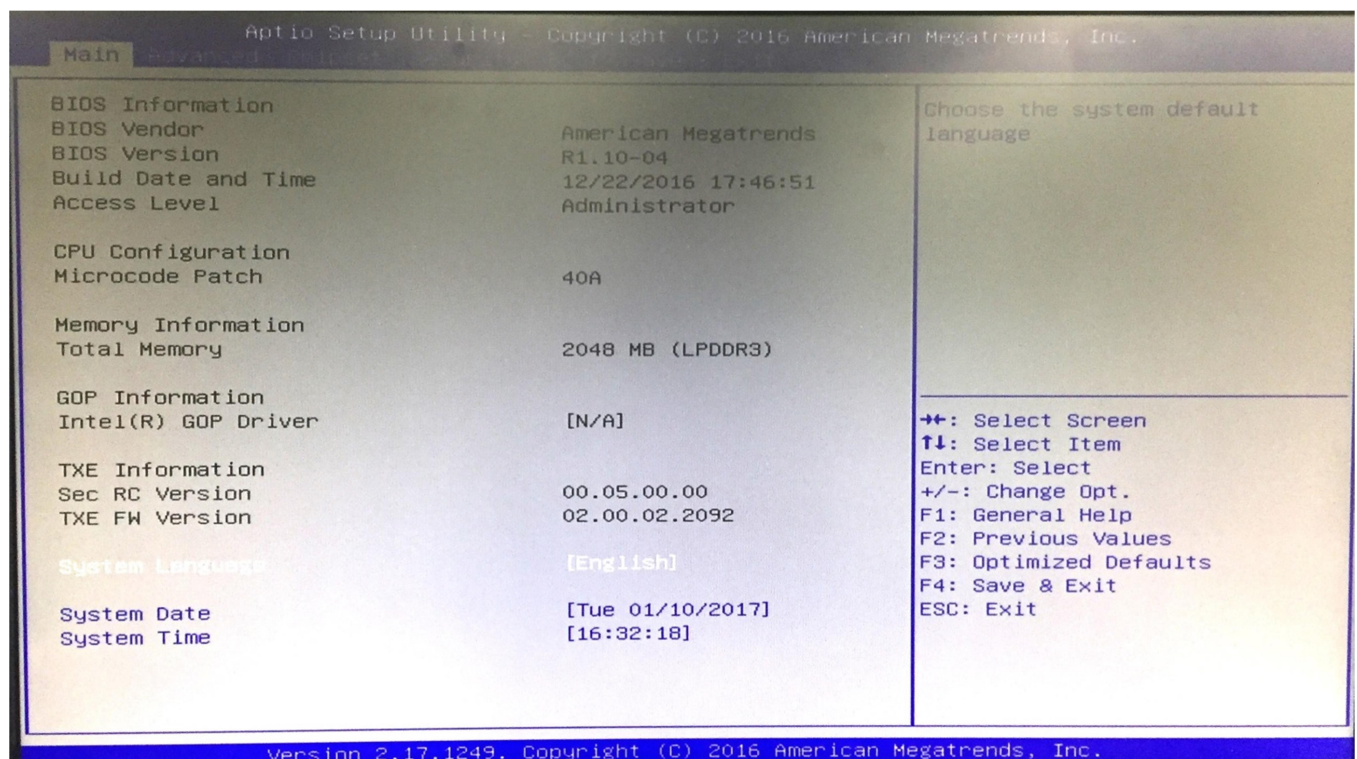 Aptio Setup Utility - Copyright (C) 2016 American Megatrends, Inc.
Main Advanced
BIOS Information
BIOS Vendor American Megatrends
BIOS Version R1.10-04
Build Date and Time 12/22/2016 17:46:51
Access Level Administrator
CPU Configuration
Microcode Patch 40A
Memory Information
Total Memory 2048 MB (LPDDR3)
GOP Information
Intel(R) GOP Driver [N/A]
TXE Information
Sec RC Version 00.05.00.00
TXE FW Version 02.00.02.2092
System Language [English]
System Date [Tue 01/10/2017]
System Time [16:32:18]
Choose the system default
language
→←: Select Screen
↑↓: Select Item
Enter: Select
+/-: Change Opt.
F1: General Help
F2: Previous Values
F3: Optimized Defaults
F4: Save & Exit
ESC: Exit
Version 2.17.1249. Copyright (C) 2016 American Megatrends, Inc.